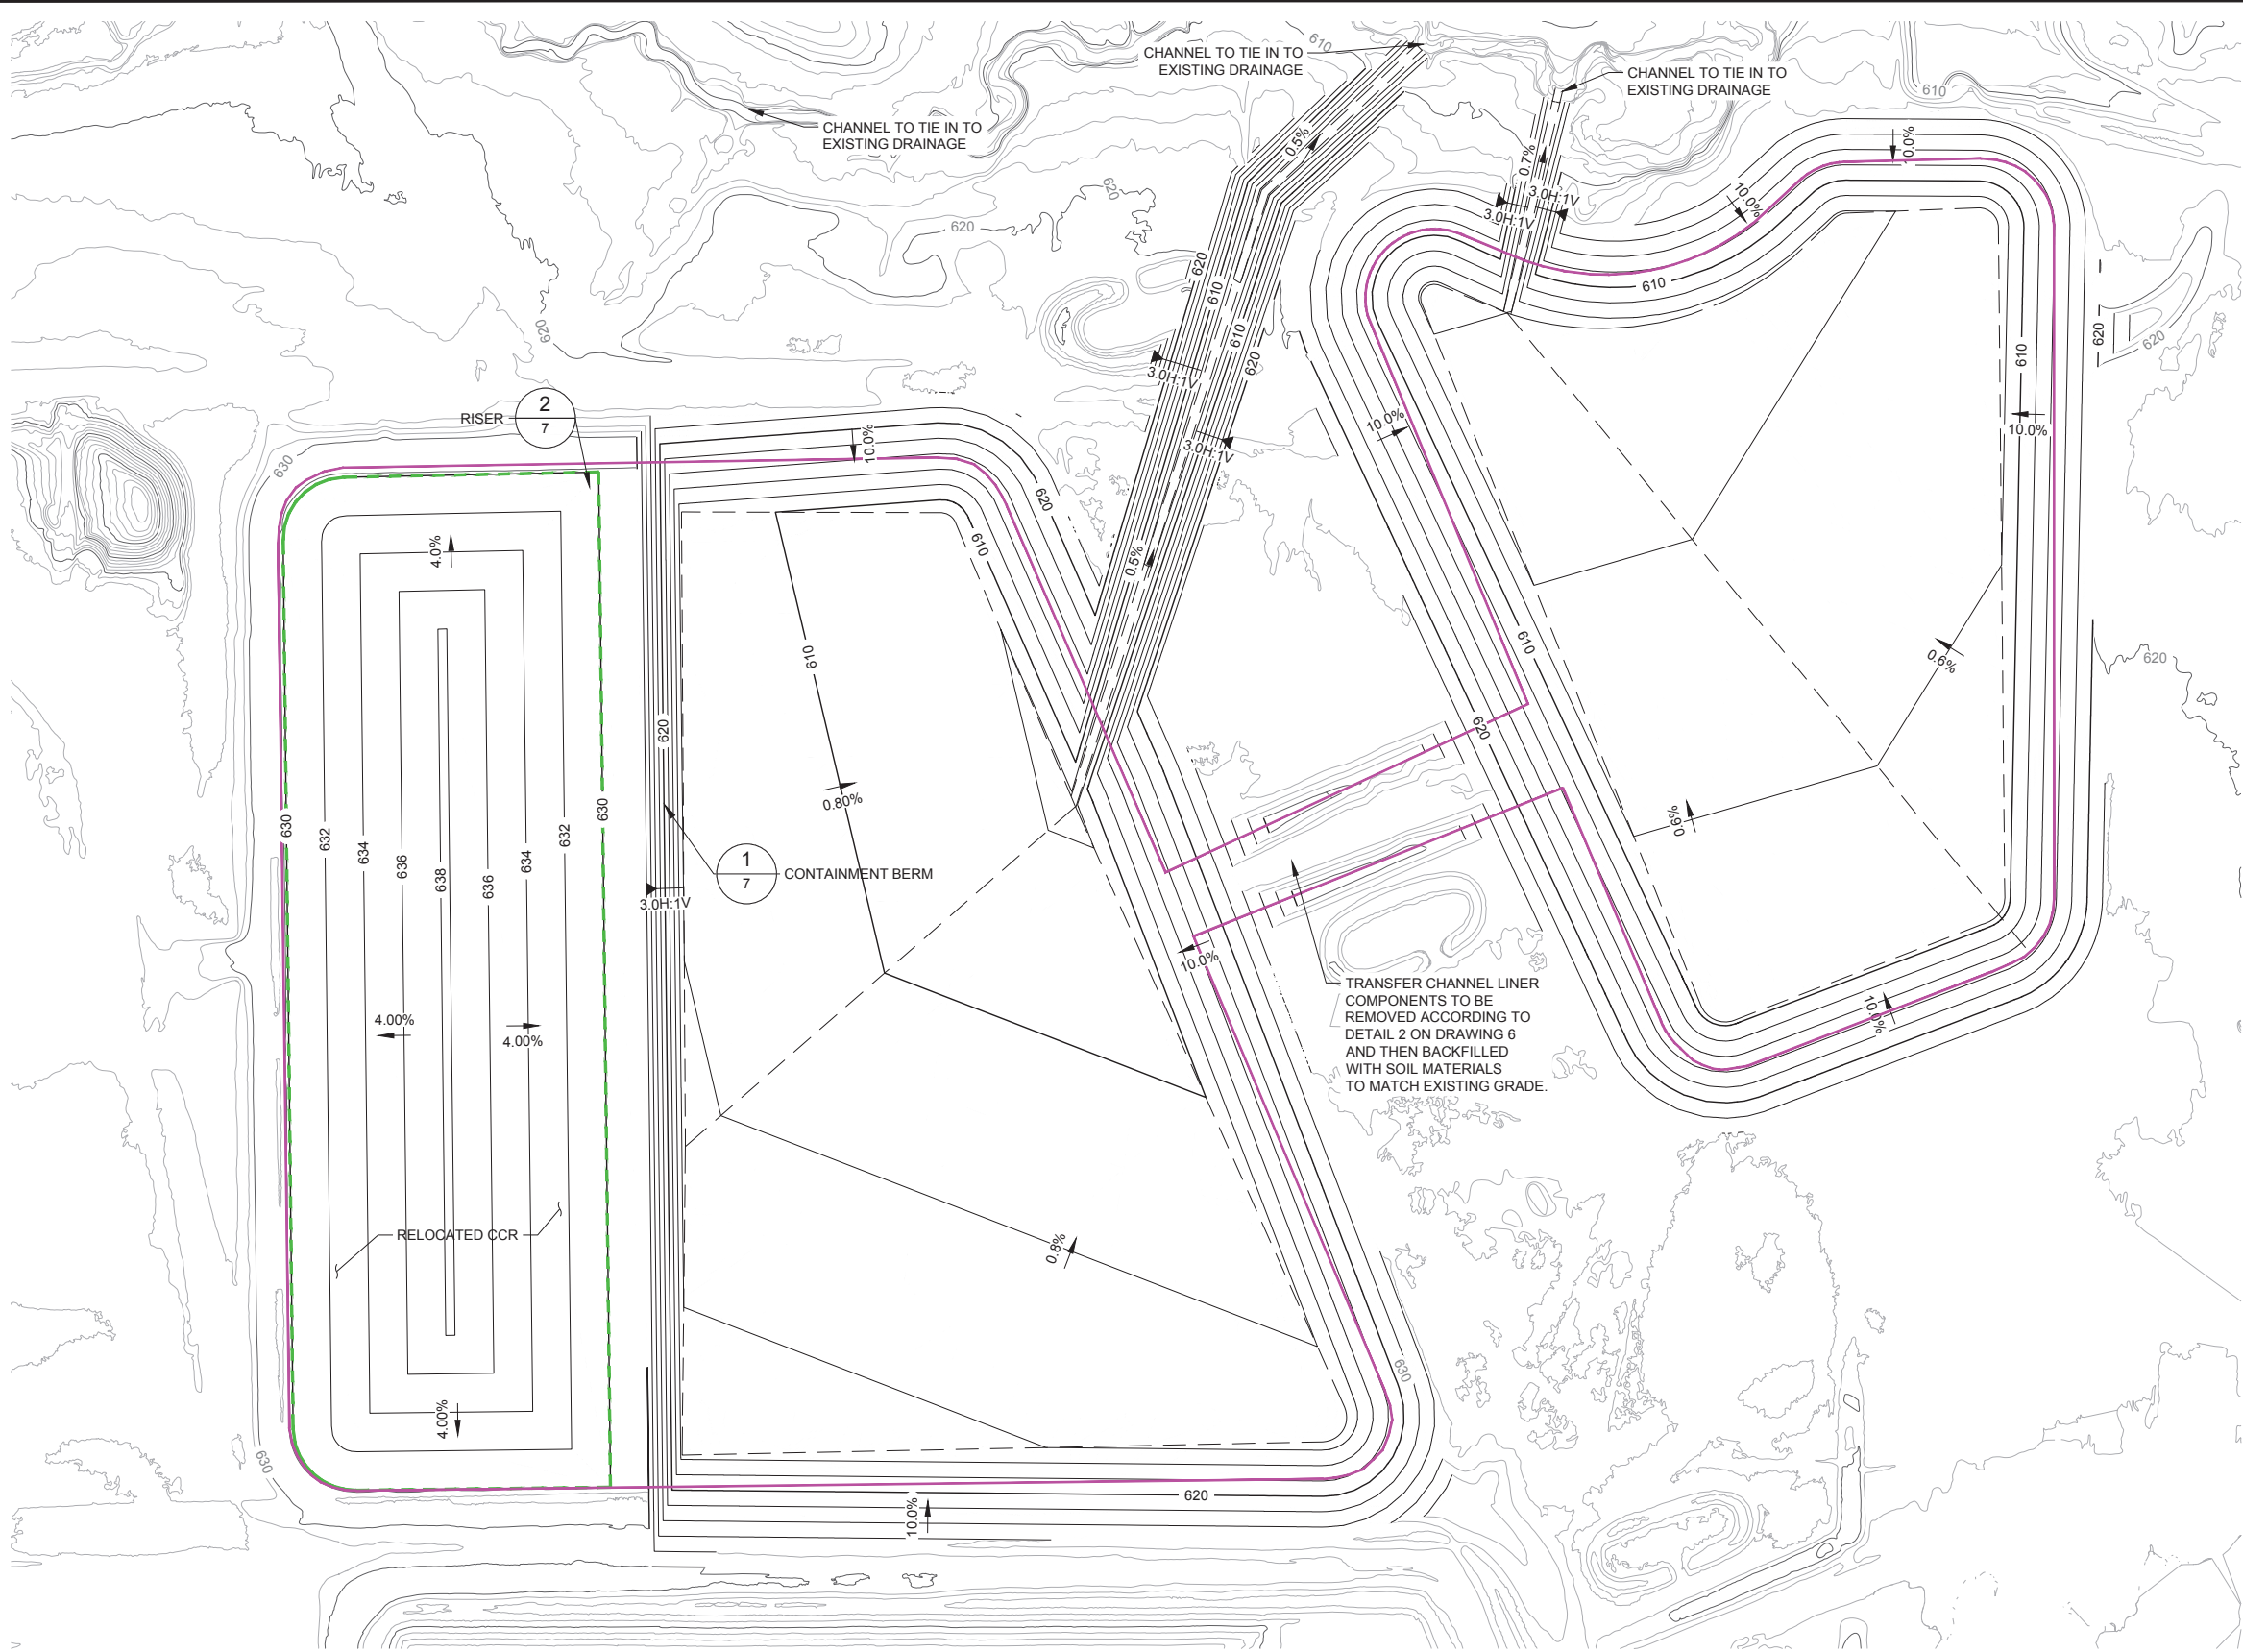 610
CHANNEL TO TIE IN TO
EXISTING DRAINAGE
CHANNEL TO TIE IN TO
EXISTING DRAINAGE
610
CHANNEL TO TIE IN TO
EXISTING DRAINAGE
0.5%
0.7%
3.0H:1V
3.0H:1V
10.0%
10.0%
620
620
620
620
610
610
610
620
3.0H:1V
3.0H:1V
610
620
620
10.0%
10.0%
RISER
2
7
630
10.0%
620
610
0.5%
4.0%
610
610
0.6%
620
620
620
0.80%
630
632
634
636
638
636
634
632
630
0.6%
1
7
CONTAINMENT BERM
3.0H:1V
10.0%
TRANSFER CHANNEL LINER
COMPONENTS TO BE
REMOVED ACCORDING TO
DETAIL 2 ON DRAWING 6
AND THEN BACKFILLED
WITH SOIL MATERIALS
TO MATCH EXISTING GRADE.
10.0%
4.00%
4.00%
RELOCATED CCR
0.8%
630
4.00%
630
620
10.0%